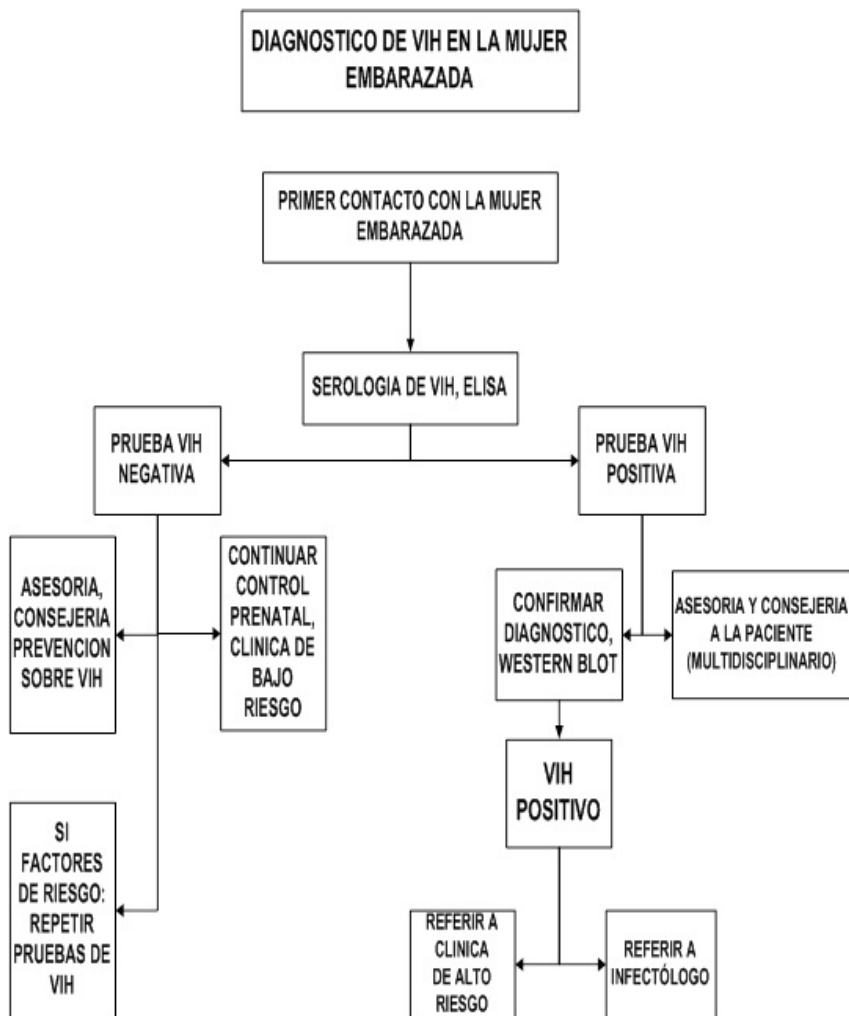 DIAGNOSTICO DE VIH EN LA MUJER
EMBARAZADA
PRIMER CONTACTO CON LA MUJER
EMBARAZADA
SEROLOGIA DE VIH, ELISA
PRUEBA VIH
NEGATIVA
PRUEBA VIH
POSITIVA
ASESORIA,
CONSEJERIA
PREVENCION
SOBRE VIH
CONTINUAR
CONTROL
PRENATAL,
CLINICA DE
BAJO
RIESGO
CONFIRMAR
DIAGNOSTICO,
WESTERN BLOT
ASESORIA Y CONSEJERIA
A LA PACIENTE
(MULTIDISCIPLINARIO)
VIH
POSITIVO
SI
FACTORES
DE RIESGO:
REPETIR
PRUEBAS DE
VIH
REFERIR A
CLINICA
DE ALTO
RIESGO
REFERIR A
INFECTÓLOGO